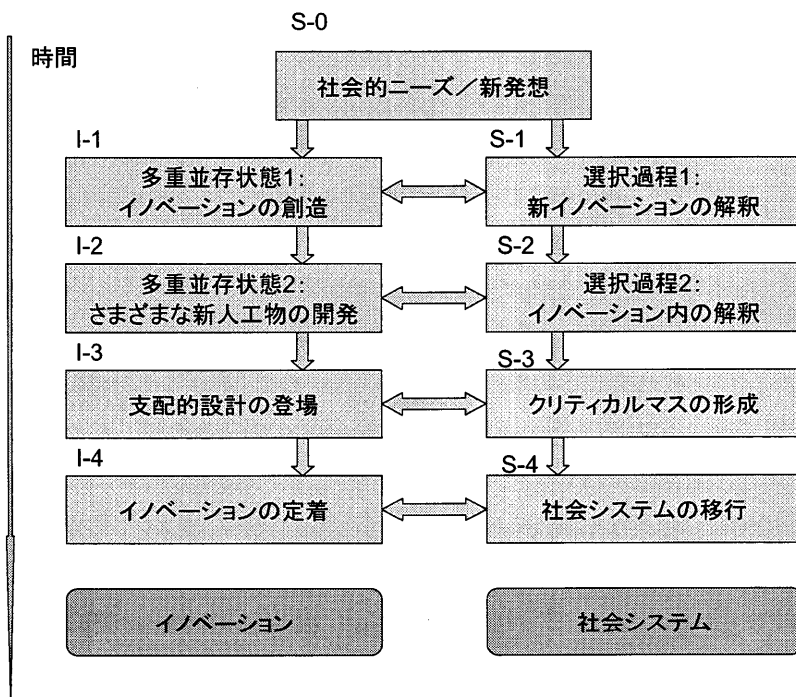 S-0
時間
社会的ニーズ／新発想
I-1
S-1
多重並存状態1：
イノベーションの創造
選択過程1：
新イノベーションの解釈
I-2
S-2
多重並存状態2：
さまざまな新人工物の開発
選択過程2：
イノベーション内の解釈
I-3
S-3
支配的設計の登場
クリティカルマスの形成
I-4
S-4
イノベーションの定着
社会システムの移行
イノベーション
社会システム